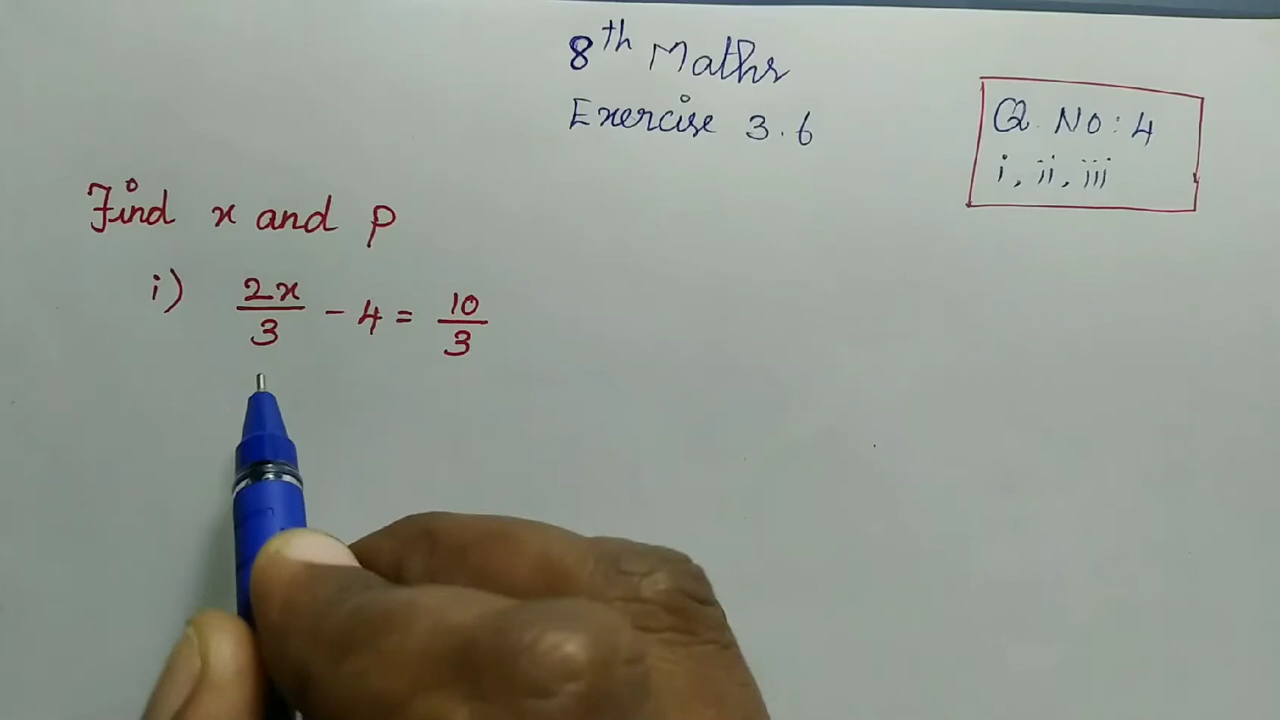 8th Maths
Exercise 3.6
Q. No: 4
i, ii, iii
Find x and p
i) 2x/3 - 4 = 10/3